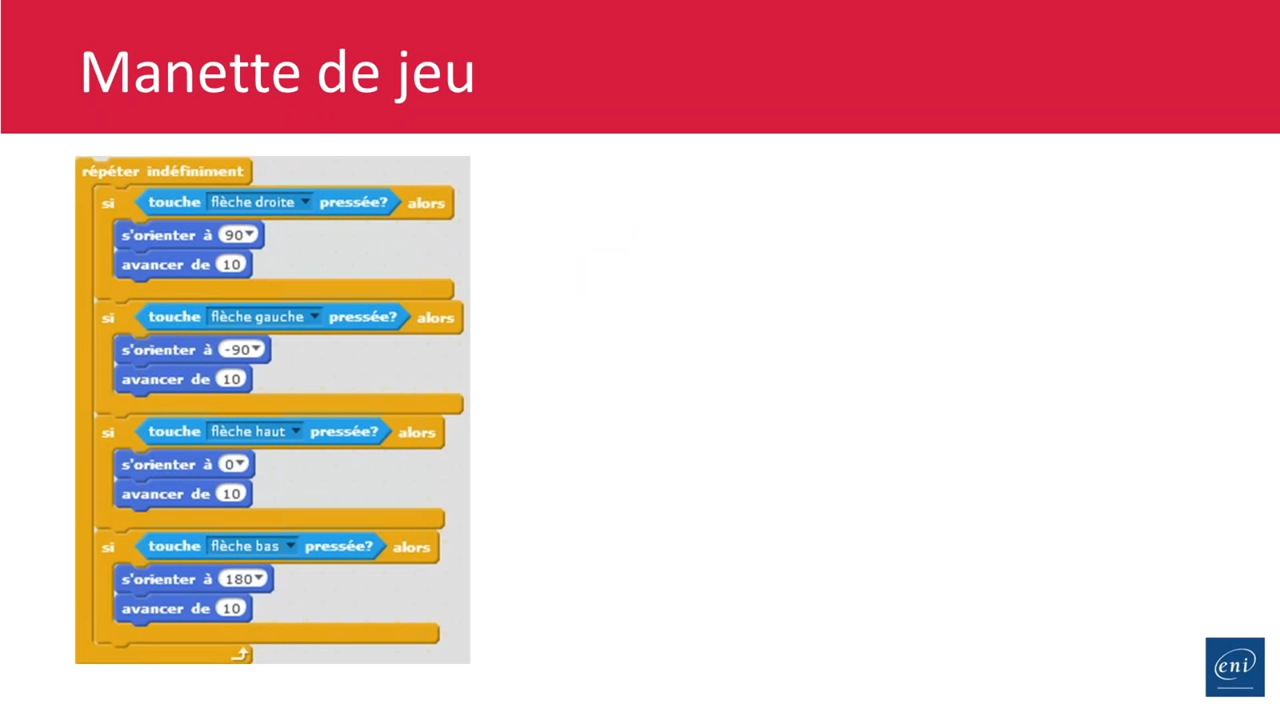 Manette de jeu
répéter indéfiniment
si touche flèche droite pressée? alors
s'orienter à 90
avancer de 10
si touche flèche gauche pressée? alors
s'orienter à -90
avancer de 10
si touche flèche haut pressée? alors
s'orienter à 0
avancer de 10
si touche flèche bas pressée? alors
s'orienter à 180
avancer de 10
eni